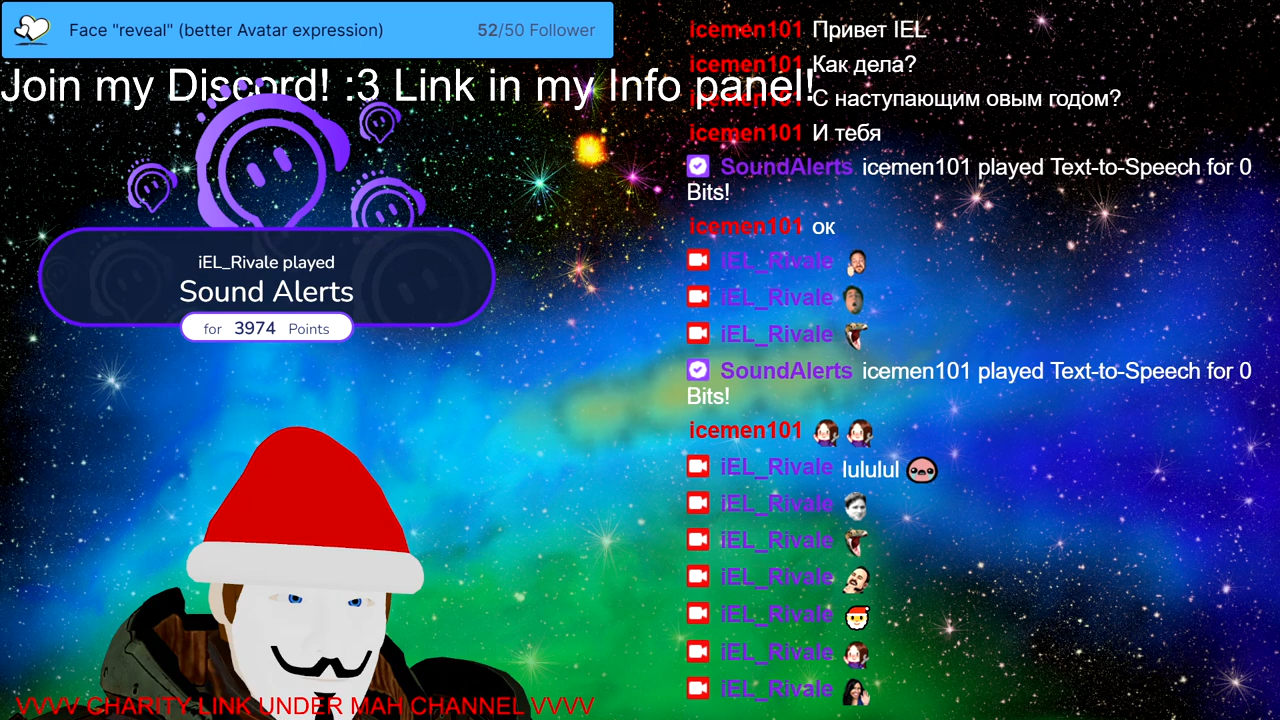 Face "reveal" (better Avatar expression) 52/50 Follower
Join my Discord! :3 Link in my Info panel!
iEL_Rivale played
Sound Alerts
for 3974 Points
VVVV CHARITY LINK UNDER MAH CHANNEL VVVV
icemen101 Привет IEL
icemen101 Как дела?
icemen101 С наступающим овым годом?
icemen101 И тебя
SoundAlerts icemen101 played Text-to-Speech for 0
Bits!
icemen101 ок
iEL_Rivale
iEL_Rivale
iEL_Rivale
SoundAlerts icemen101 played Text-to-Speech for 0
Bits!
icemen101
iEL_Rivale lululul
iEL_Rivale
iEL_Rivale
iEL_Rivale
iEL_Rivale
iEL_Rivale
iEL_Rivale